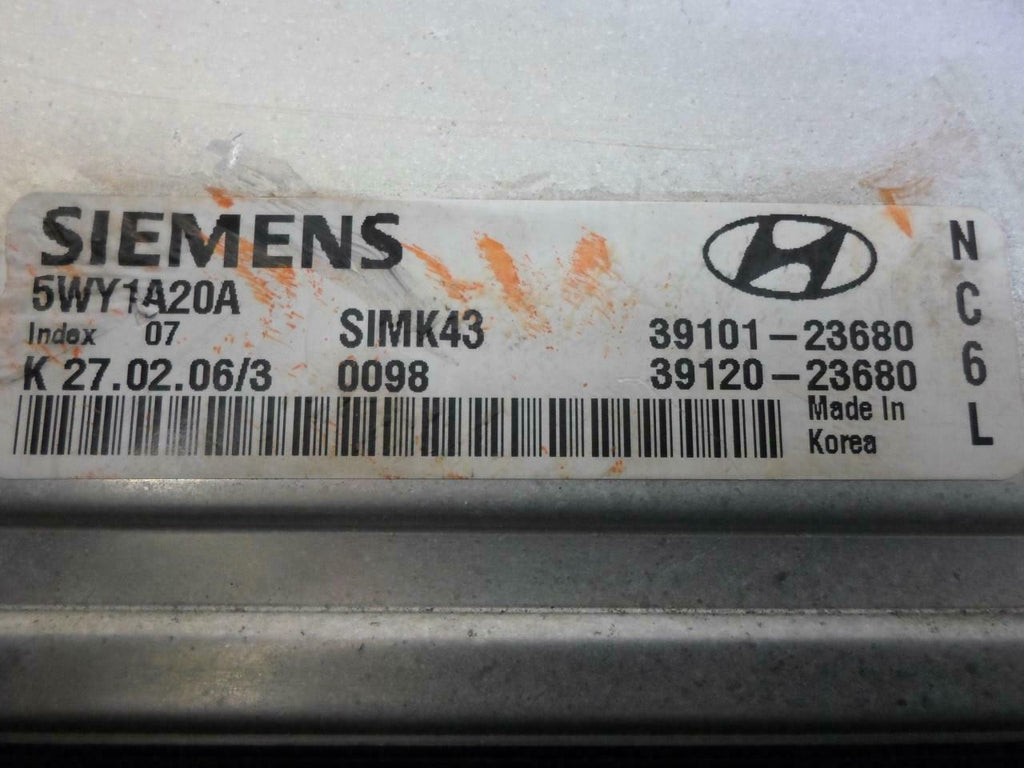 SIEMENS
5WY1A20A
Index 07
SIMK43
39101-23680
K 27.02.06/3
0098
39120-23680
Made In
Korea
N
C
6
L